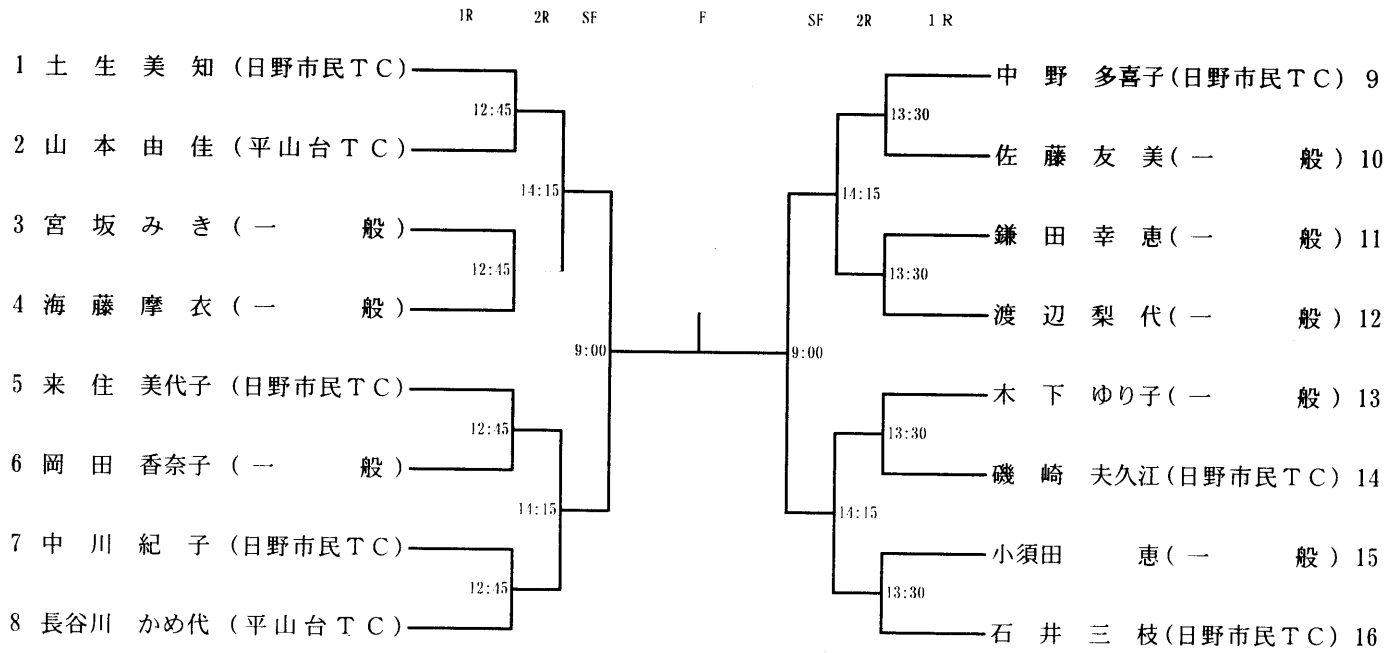 1R 2R SF F SF 2R 1R
1 土生美知 (日野市民TC)
12:45
2 山本由佳 (平山台TC)
14:15
3 宮坂みき (一般)
12:45
4 海藤摩衣 (一般)
9:00
5 来住美代子 (日野市民TC)
12:45
6 岡田香奈子 (一般)
14:15
7 中川紀子 (日野市民TC)
12:45
8 長谷川かめ代 (平山台TC)
中野多喜子 (日野市民TC) 9
13:30
佐藤友美 (一般) 10
14:15
鎌田幸恵 (一般) 11
13:30
渡辺梨代 (一般) 12
9:00
木下ゆり子 (一般) 13
13:30
磯崎夫久江 (日野市民TC) 14
14:15
小須田恵 (一般) 15
13:30
石井三枝 (日野市民TC) 16